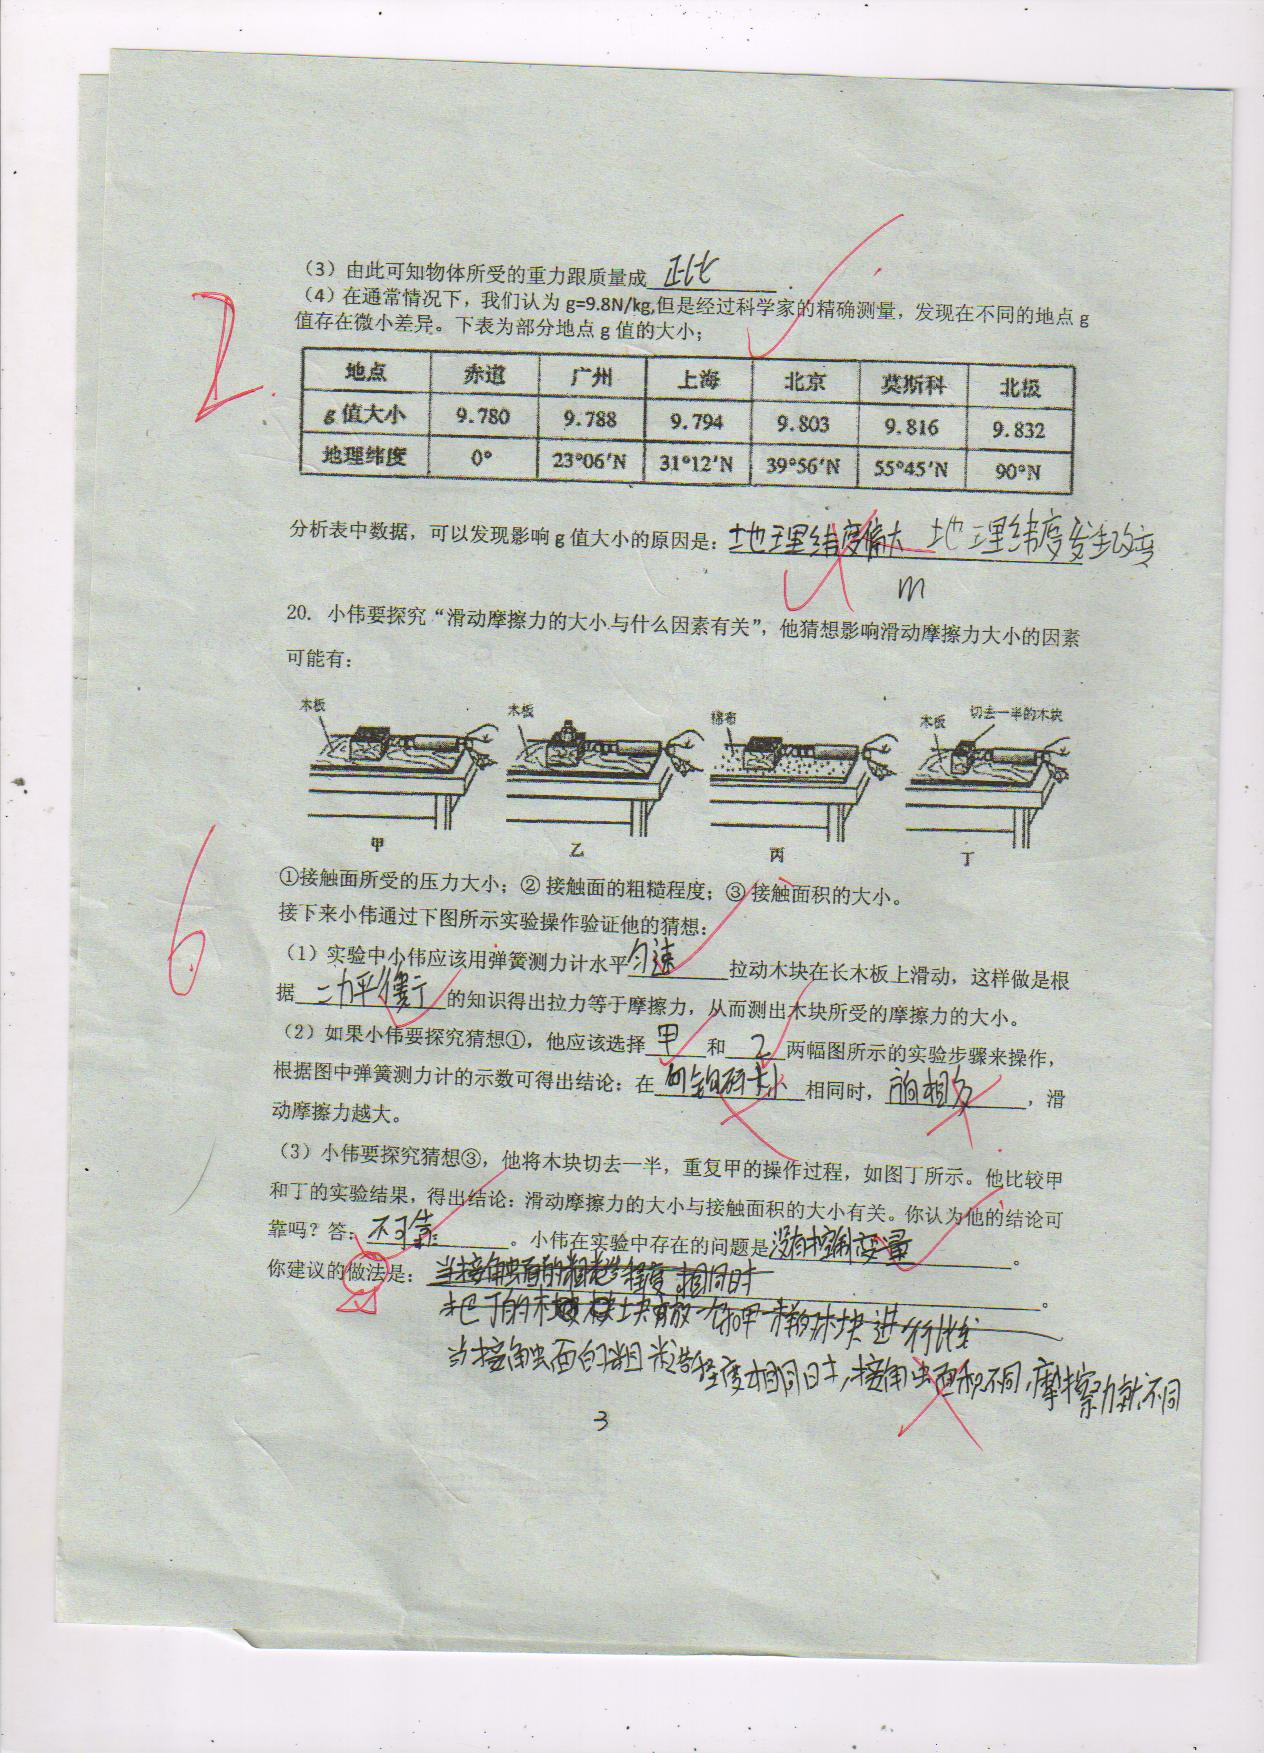 （3）由此可知物体所受的重力跟质量成 正比 .
（4）在通常情况下，我们认为 g=9.8N/kg,但是经过科学家的精确测量，发现在不同的地点 g
值存在微小差异。下表为部分地点 g 值的大小；
2.
地点 赤道 广州 上海 北京 莫斯科 北极
g 值大小 9.780 9.788 9.794 9.803 9.816 9.832
地理纬度 0° 23°06′N 31°12′N 39°56′N 55°45′N 90°N
分析表中数据，可以发现影响 g 值大小的原因是：地理纬度偏大 地理纬度发生改变
m
20. 小伟要探究“滑动摩擦力的大小与什么因素有关”，他猜想影响滑动摩擦力大小的因素
可能有：
木板 木板 棉布 木板 切去一半的木块
甲 乙 丙 丁
6
①接触面所受的压力大小；② 接触面的粗糙程度；③ 接触面积的大小。
接下来小伟通过下图所示实验操作验证他的猜想：
（1）实验中小伟应该用弹簧测力计水平 匀速 拉动木块在长木板上滑动，这样做是根
据 二力平衡 的知识得出拉力等于摩擦力，从而测出木块所受的摩擦力的大小。
（2）如果小伟要探究猜想①，他应该选择 甲 和 乙 两幅图所示的实验步骤来操作，
根据图中弹簧测力计的示数可得出结论：在 砝码大小 相同时， ，滑
动摩擦力越大。
（3）小伟要探究猜想③，他将木块切去一半，重复甲的操作过程，如图丁所示。他比较甲
和丁的实验结果，得出结论：滑动摩擦力的大小与接触面积的大小有关。你认为他的结论可
靠吗？答： 不可靠 。小伟在实验中存在的问题是 没有控制变量 。
你建议的做法是： 当接触面的粗糙程度相同时 。
把丁的木块 放一个和甲一样的木块进行比较
当接触面的粗糙程度相同时，接触面积不同，摩擦力就不同
3